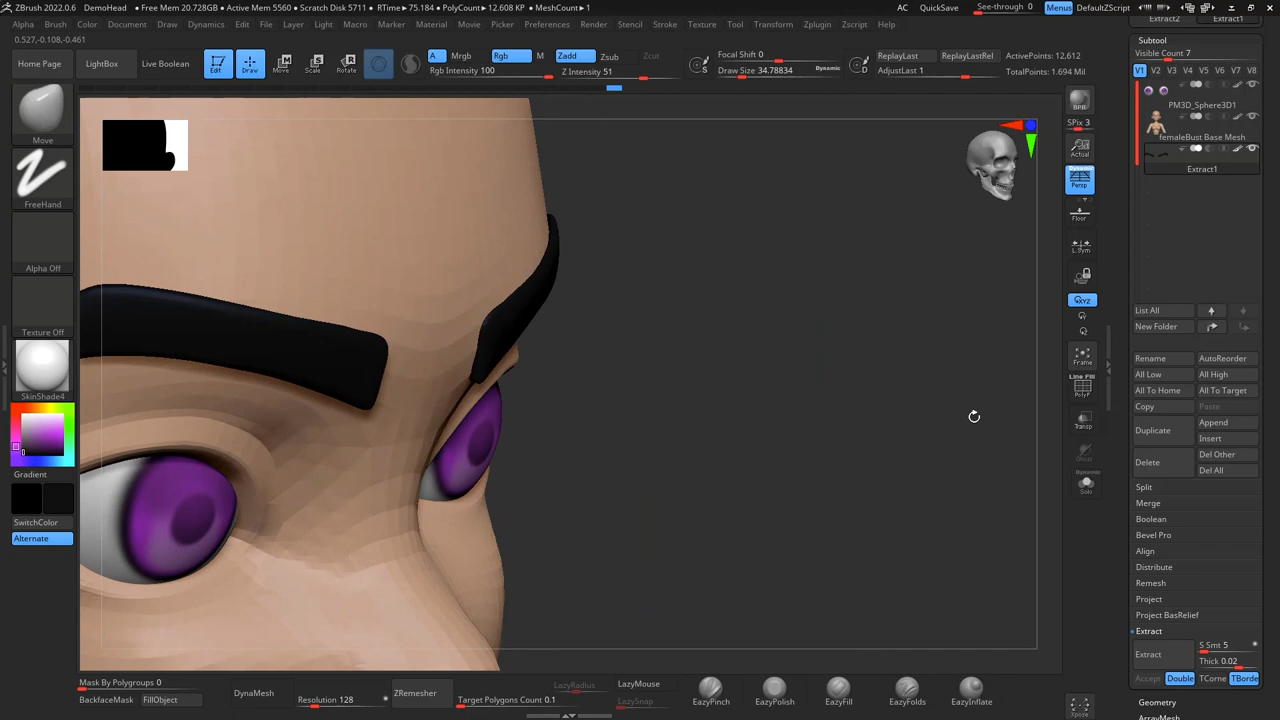 ZBrush 2022.0.6 DemoHead • Free Mem 20.728GB • Active Mem 5560 • Scratch Disk 5711 • RTime▸75.184 ▸PolyCount▸12.608 KP ▸MeshCount▸1 AC QuickSave See-through 0 Menus DefaultZScript
Alpha Brush Color Document Draw Dynamics Edit File Layer Light Macro Marker Material Movie Picker Preferences Render Stencil Stroke Texture Tool Transform Zplugin Zscript Help
0.527,-0.108,-0.461
Home Page LightBox Live Boolean Edit Draw Move Scale Rotate A Mrgb Rgb M Zadd Zsub Zcut
Rgb Intensity 100 Z Intensity 51
S Focal Shift 0
Draw Size 34.78834 Dynamic
D ReplayLast ReplayLastRel
AdjustLast 1
ActivePoints: 12,612
TotalPoints: 1.694 Mil
Move
FreeHand
Alpha Off
Texture Off
SkinShade4
Gradient
SwitchColor
Alternate
BPR
SPix 3
Actual
Dynamic
Persp
Floor
L.Sym
XYZ
Frame
Line Fill
PolyF
Transp
Ghost
Dynamic
Solo
Xpose
Extract2 Extract1
Subtool
Visible Count 7
V1 V2 V3 V4 V5 V6 V7 V8
PM3D_Sphere3D1
femaleBust Base Mesh
Extract1
List All
New Folder
Rename AutoReorder
All Low All High
All To Home All To Target
Copy Paste
Duplicate Append
Insert
Delete Del Other
Del All
Split
Merge
Boolean
Bevel Pro
Align
Distribute
Remesh
Project
Project BasRelief
Extract
Extract S Smt 5
Thick 0.02
Accept Double TCorne TBorde
Geometry
ArrayMesh
Mask By Polygroups 0
BackfaceMask FillObject
DynaMesh
Resolution 128
ZRemesher
LazyRadius
Target Polygons Count 0.1
LazyMouse
LazySnap
EazyPinch EazyPolish EazyFill EazyFolds EazyInflate